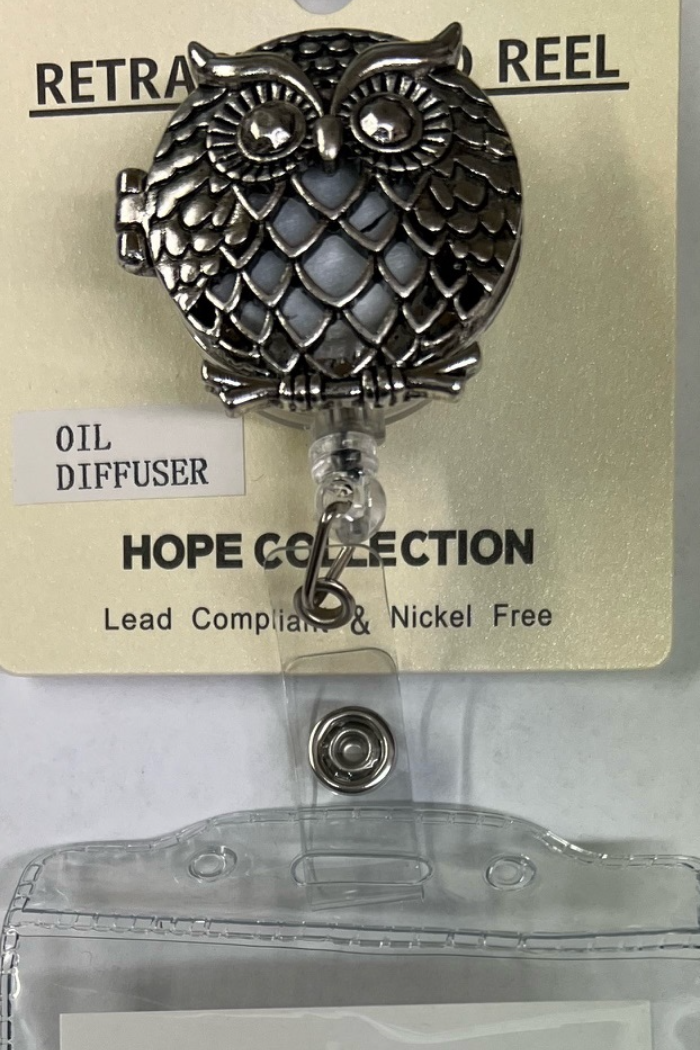 RETRA D REEL
OIL
DIFFUSER
HOPE COLLECTION
Lead Compliant & Nickel Free